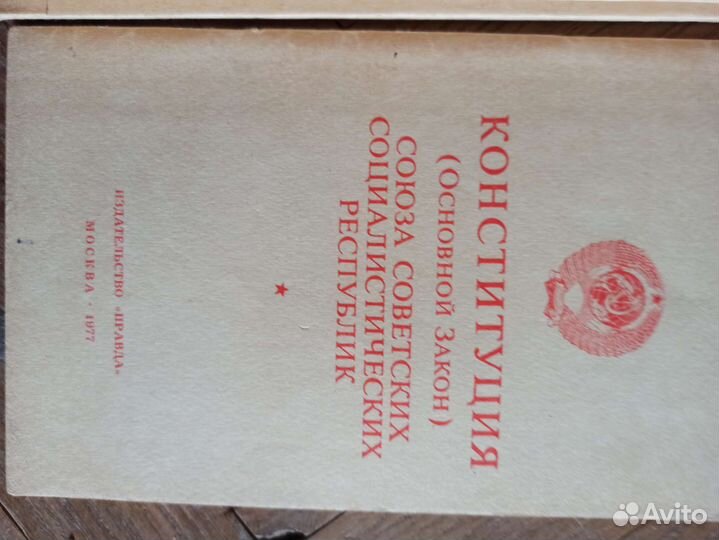 КОНСТИТУЦИЯ
(ОСНОВНОЙ ЗАКОН)
СОЮЗА СОВЕТСКИХ
СОЦИАЛИСТИЧЕСКИХ
РЕСПУБЛИК
ИЗДАТЕЛЬСТВО «ПРАВДА»
МОСКВА · 1977
Avito